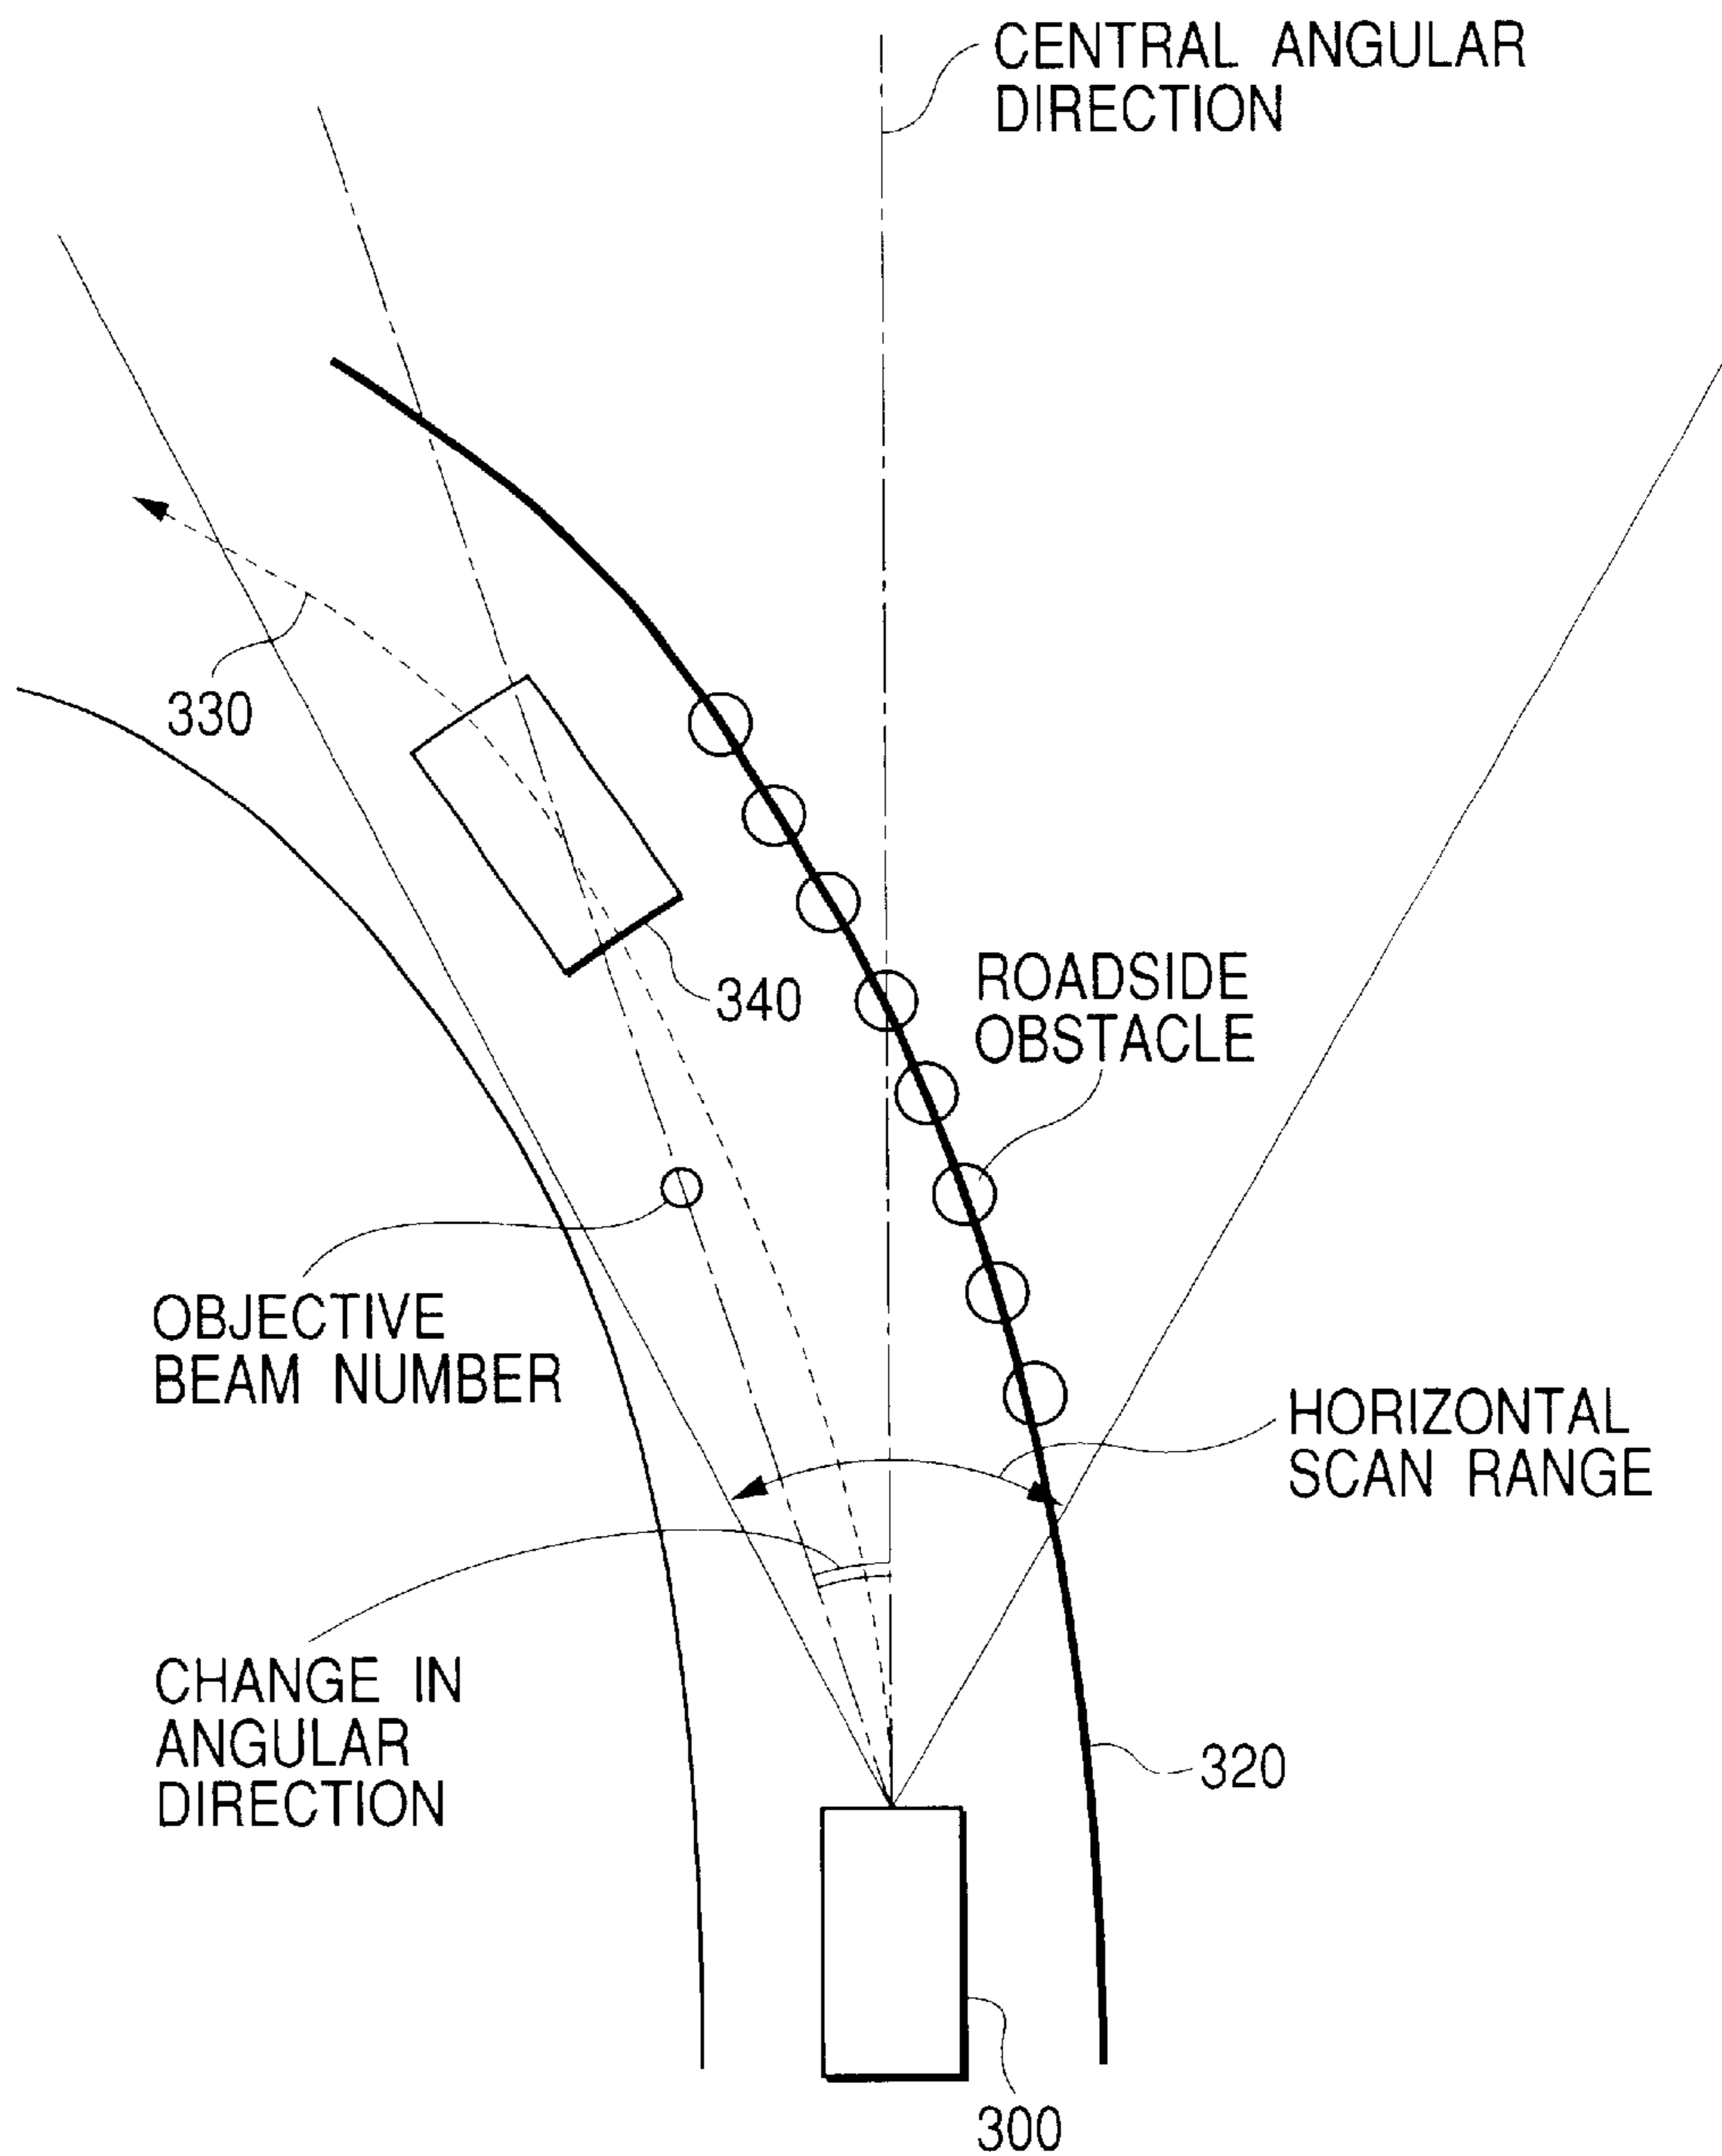 CENTRAL ANGULAR
DIRECTION
330
340
ROADSIDE
OBSTACLE
OBJECTIVE
BEAM NUMBER
HORIZONTAL
SCAN RANGE
CHANGE IN
ANGULAR
DIRECTION
320
300